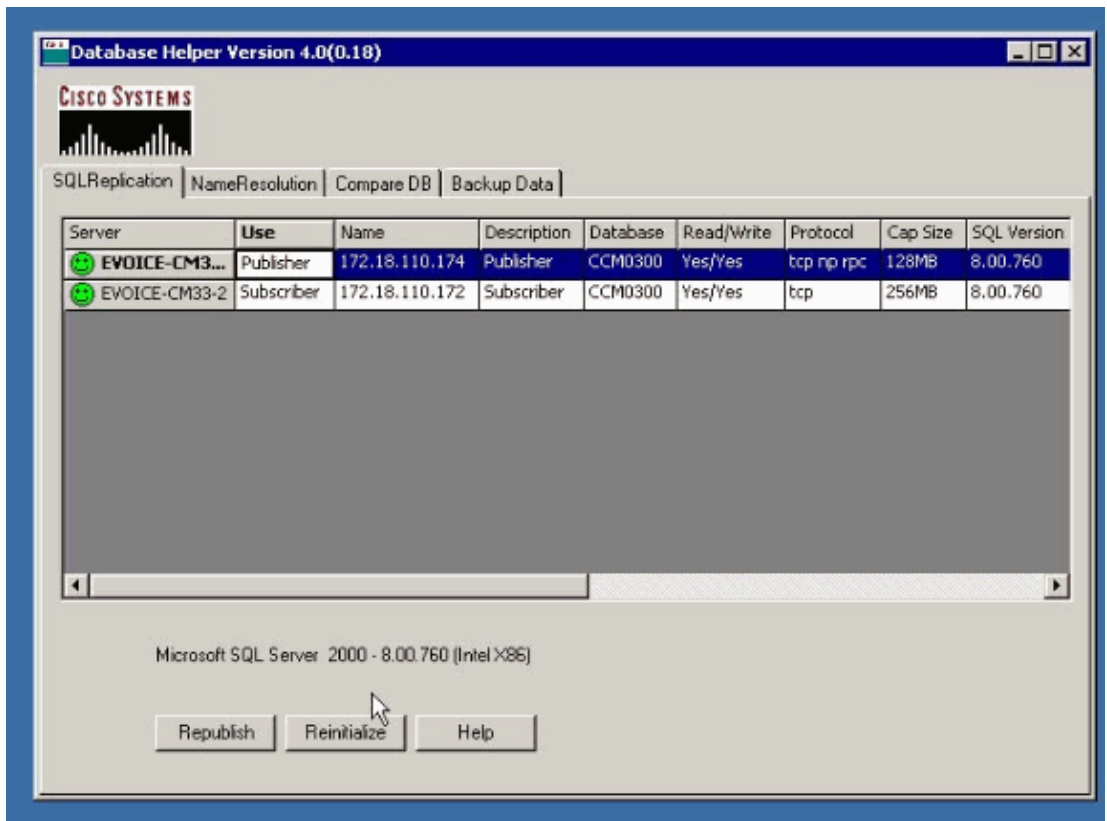 Database Helper Version 4.0(0.18)
CISCO SYSTEMS
SQLReplication NameResolution Compare DB Backup Data
Server Use Name Description Database Read/Write Protocol Cap Size SQL Version
EVOICE-CM3... Publisher 172.18.110.174 Publisher CCM0300 Yes/Yes tcp np rpc 128MB 8.00.760
EVOICE-CM33-2 Subscriber 172.18.110.172 Subscriber CCM0300 Yes/Yes tcp 256MB 8.00.760
Microsoft SQL Server 2000 - 8.00.760 (Intel X86)
Republish Reinitialize Help